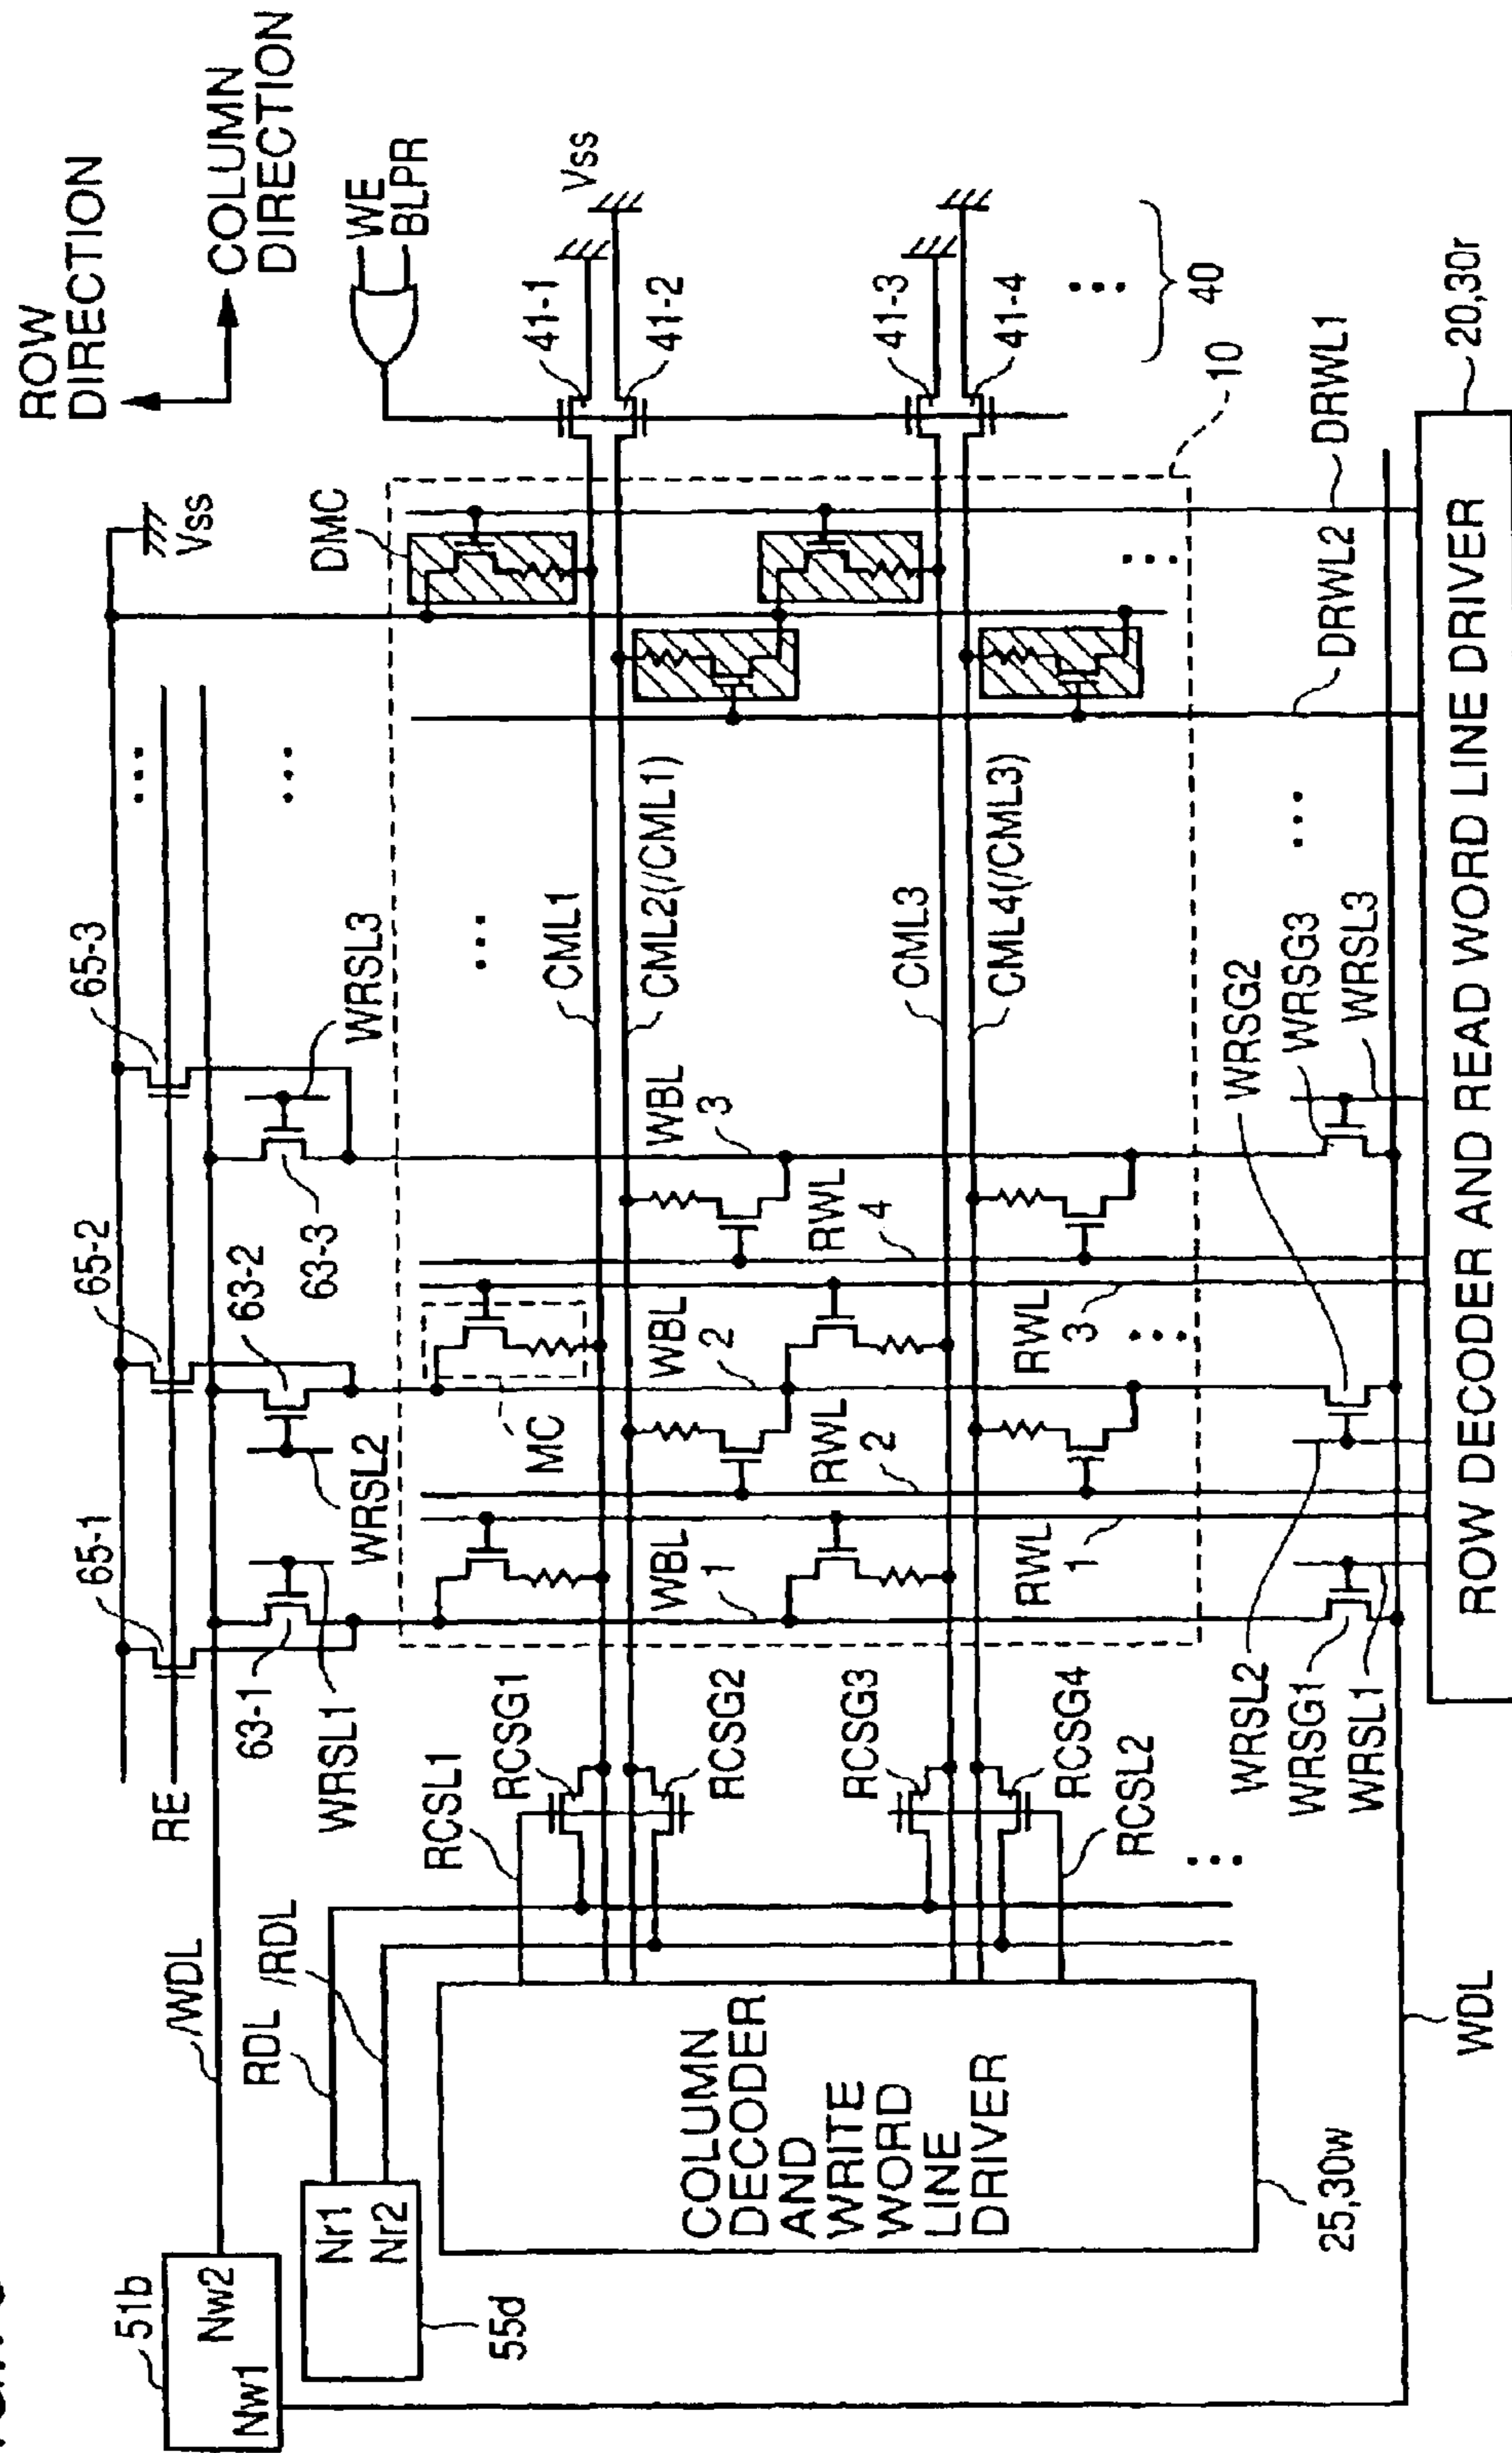 ROW
DIRECTION
COLUMN
DIRECTION
WE
BLPR
Vss
Vss
DMC
41-1
41-2
41-3
41-4
40
10
DRWL1
DRWL2
20,30r
ROW DECODER AND READ WORD LINE DRIVER
65-3
65-2
65-1
WRSL3
63-3
63-2
WRSL2
63-1
WRSL1
RE
CML1
CML2(/CML1)
CML3
CML4(/CML3)
WBL
3
RWL
4
WBL
2
RWL
3
MC
RWL
2
WBL
1
RWL
1
WRSG2
WRSG3
WRSL3
WRSL2
WRSG1
WRSL1
RCSL1
RCSG1
RCSG2
RCSG3
RCSG4
RCSL2
/WDL
RDL
/RDL
51b
Nw2
Nw1
Nr1
Nr2
55d
COLUMN
DECODER
AND
WRITE
WORD
LINE
DRIVER
25,30w
WDL